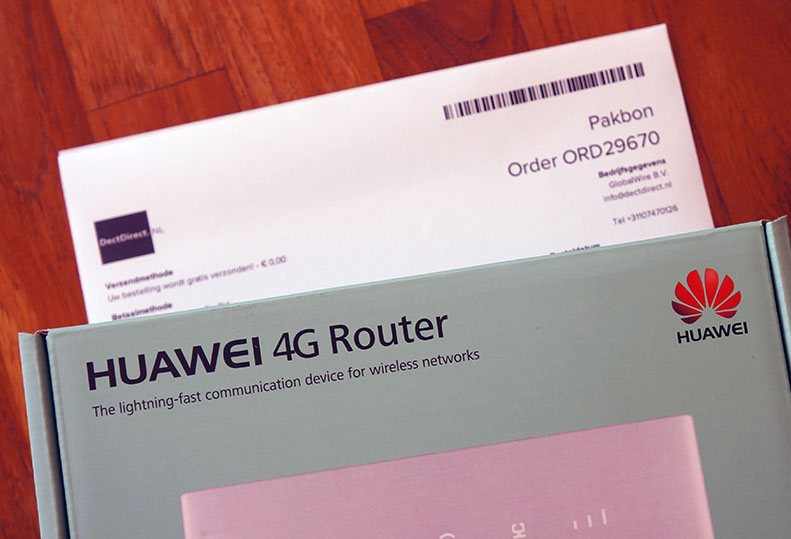 Pakbon
Order ORD29670
Bedrijfsgegevens
GlobalWire B.V.
info@dectdirect.nl
Tel +31107470126
DectDirect.NL
Verzendmethode
Uw bestelling wordt gratis verzonden! - € 0,00
Betaalmethode
HUAWEI 4G Router
The lightning-fast communication device for wireless networks
HUAWEI